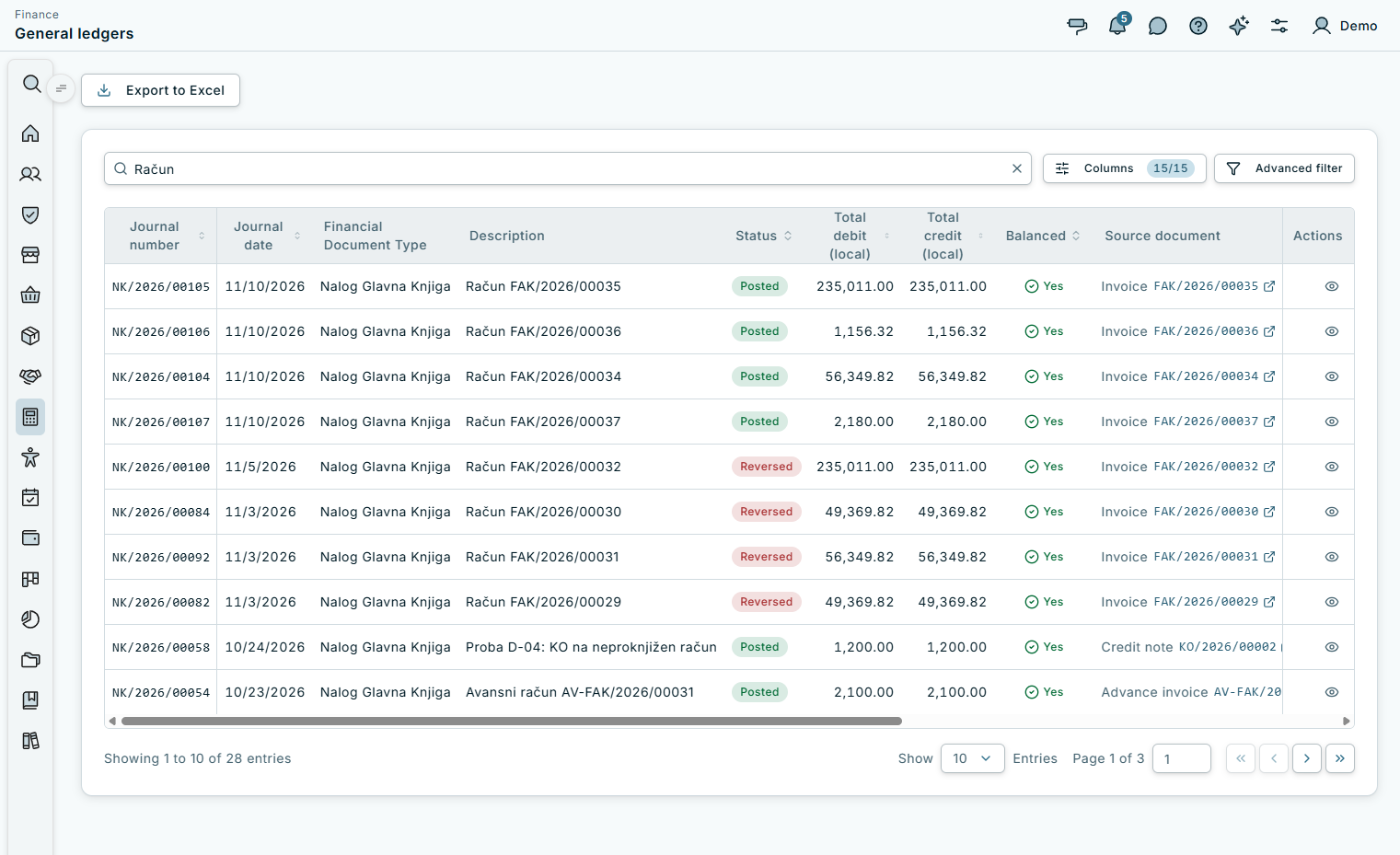 Finance
General ledgers
5
Demo
Export to Excel
Račun
Columns 15/15
Advanced filter
Journal number
Journal date
Financial Document Type
Description
Status
Total debit (local)
Total credit (local)
Balanced
Source document
Actions
NK/2026/00105 11/10/2026 Nalog Glavna Knjiga Račun FAK/2026/00035 Posted 235,011.00 235,011.00 Yes Invoice FAK/2026/00035
NK/2026/00106 11/10/2026 Nalog Glavna Knjiga Račun FAK/2026/00036 Posted 1,156.32 1,156.32 Yes Invoice FAK/2026/00036
NK/2026/00104 11/10/2026 Nalog Glavna Knjiga Račun FAK/2026/00034 Posted 56,349.82 56,349.82 Yes Invoice FAK/2026/00034
NK/2026/00107 11/10/2026 Nalog Glavna Knjiga Račun FAK/2026/00037 Posted 2,180.00 2,180.00 Yes Invoice FAK/2026/00037
NK/2026/00100 11/5/2026 Nalog Glavna Knjiga Račun FAK/2026/00032 Reversed 235,011.00 235,011.00 Yes Invoice FAK/2026/00032
NK/2026/00084 11/3/2026 Nalog Glavna Knjiga Račun FAK/2026/00030 Reversed 49,369.82 49,369.82 Yes Invoice FAK/2026/00030
NK/2026/00092 11/3/2026 Nalog Glavna Knjiga Račun FAK/2026/00031 Reversed 56,349.82 56,349.82 Yes Invoice FAK/2026/00031
NK/2026/00082 11/3/2026 Nalog Glavna Knjiga Račun FAK/2026/00029 Reversed 49,369.82 49,369.82 Yes Invoice FAK/2026/00029
NK/2026/00058 10/24/2026 Nalog Glavna Knjiga Proba D-04: KO na neproknjižen račun Posted 1,200.00 1,200.00 Yes Credit note KO/2026/00002
NK/2026/00054 10/23/2026 Nalog Glavna Knjiga Avansni račun AV-FAK/2026/00031 Posted 2,100.00 2,100.00 Yes Advance invoice AV-FAK/20
Showing 1 to 10 of 28 entries
Show 10 Entries Page 1 of 3 1